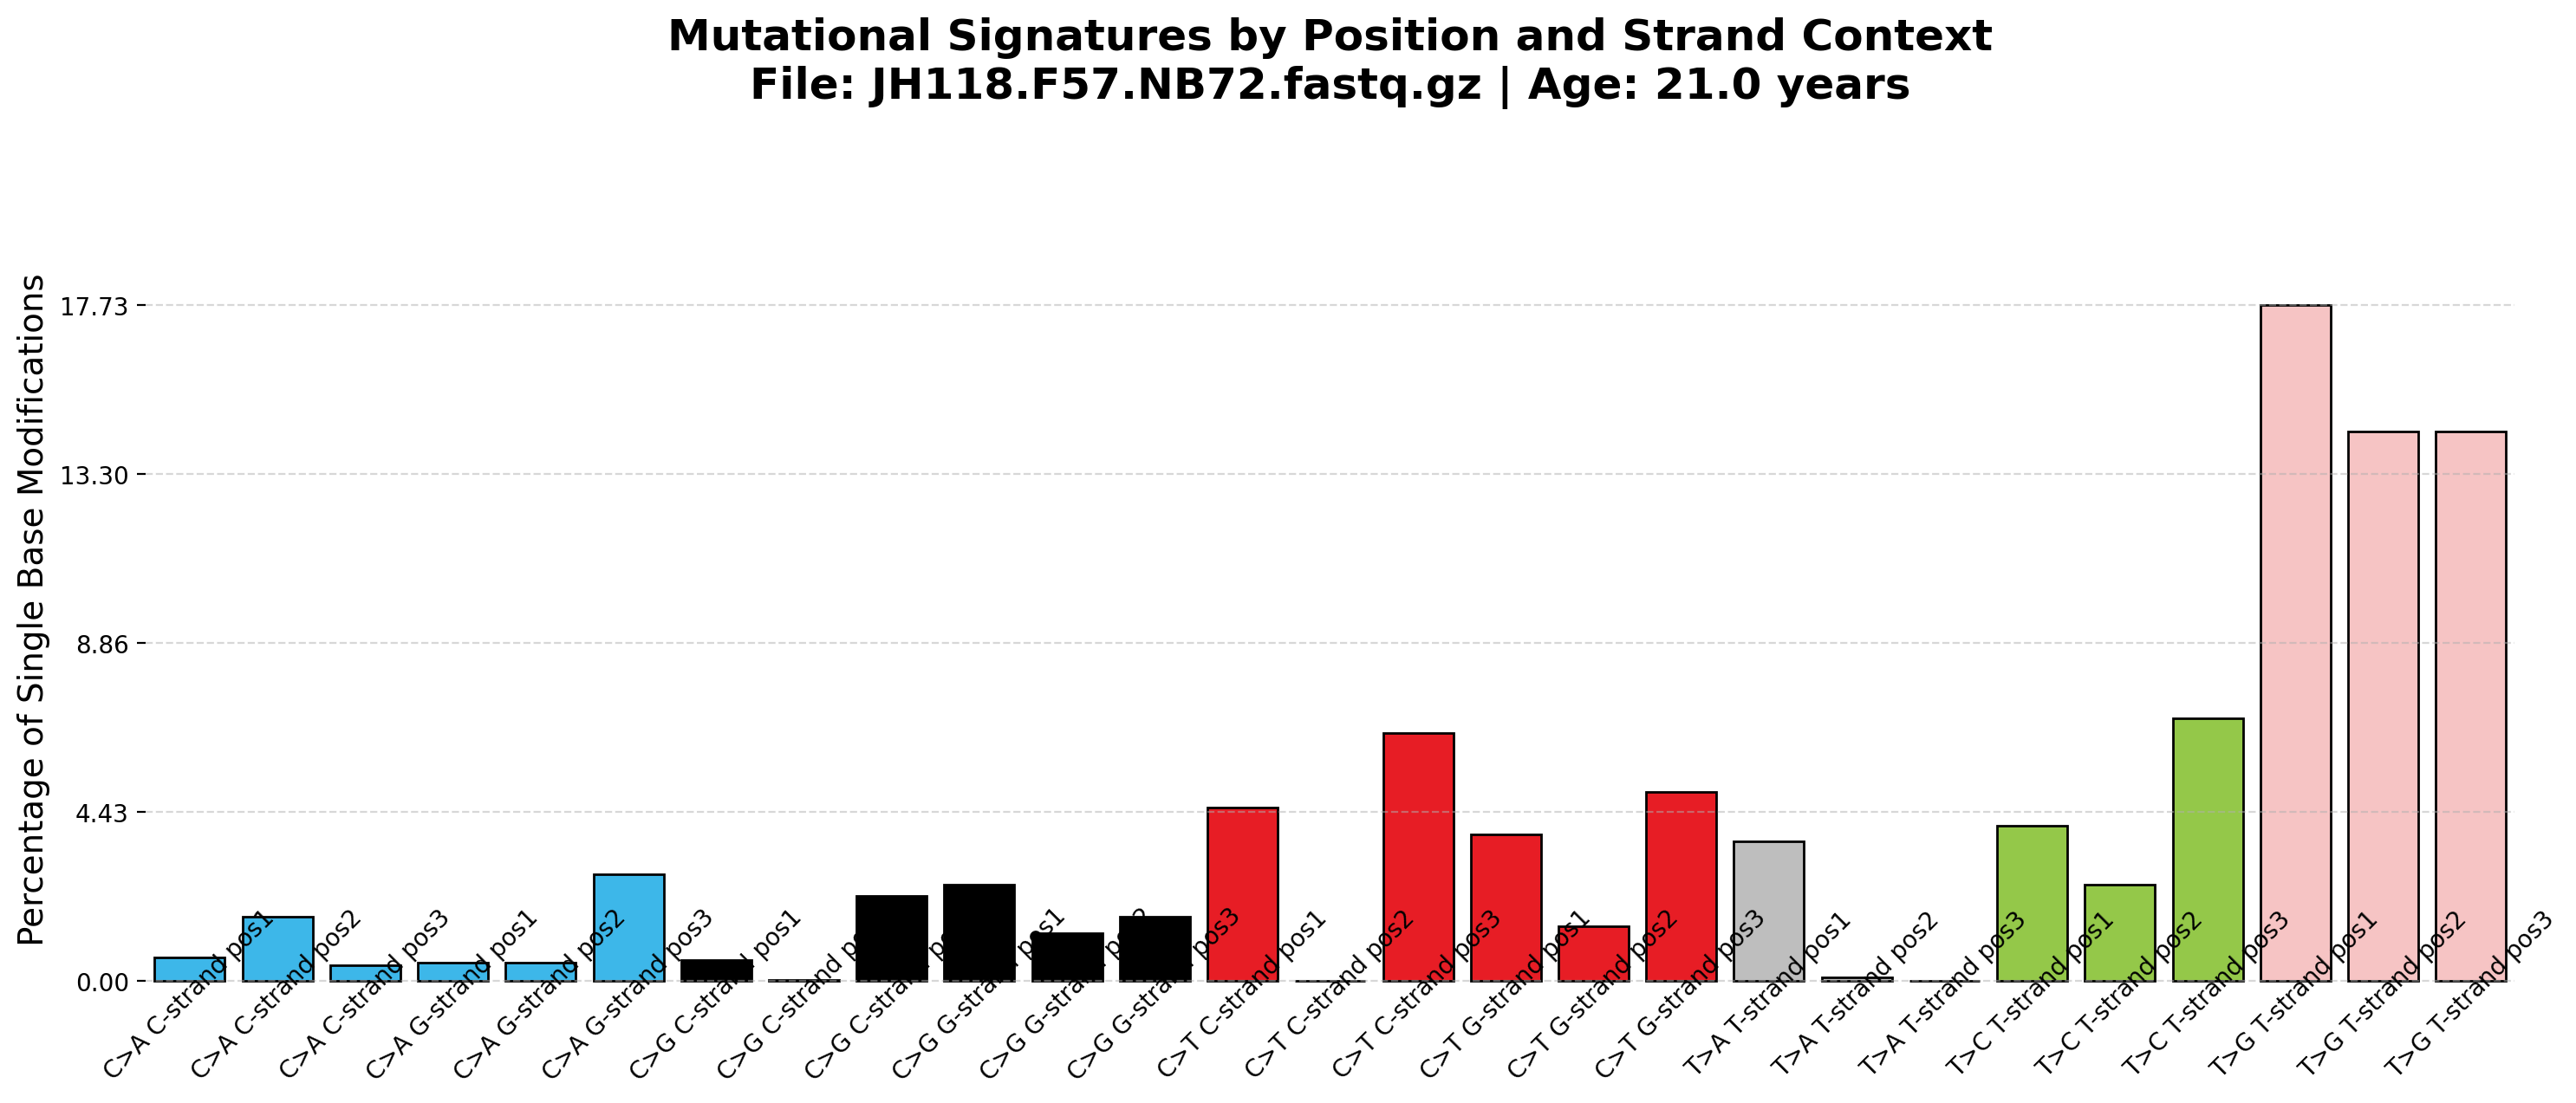 Mutational Signatures by Position and Strand Context
File: JH118.F57.NB72.fastq.gz | Age: 21.0 years
Percentage of Single Base Modifications
17.73
13.30
8.86
4.43
0.00
C>A C-strand pos1
C>A C-strand pos2
C>A C-strand pos3
C>A G-strand pos1
C>A G-strand pos2
C>A G-strand pos3
C>G C-strand pos1
C>G C-strand pos2
C>G C-strand pos3
C>G G-strand pos1
C>G G-strand pos2
C>G G-strand pos3
C>T C-strand pos1
C>T C-strand pos2
C>T C-strand pos3
C>T G-strand pos1
C>T G-strand pos2
C>T G-strand pos3
T>A T-strand pos1
T>A T-strand pos2
T>A T-strand pos3
T>C T-strand pos1
T>C T-strand pos2
T>C T-strand pos3
T>G T-strand pos1
T>G T-strand pos2
T>G T-strand pos3